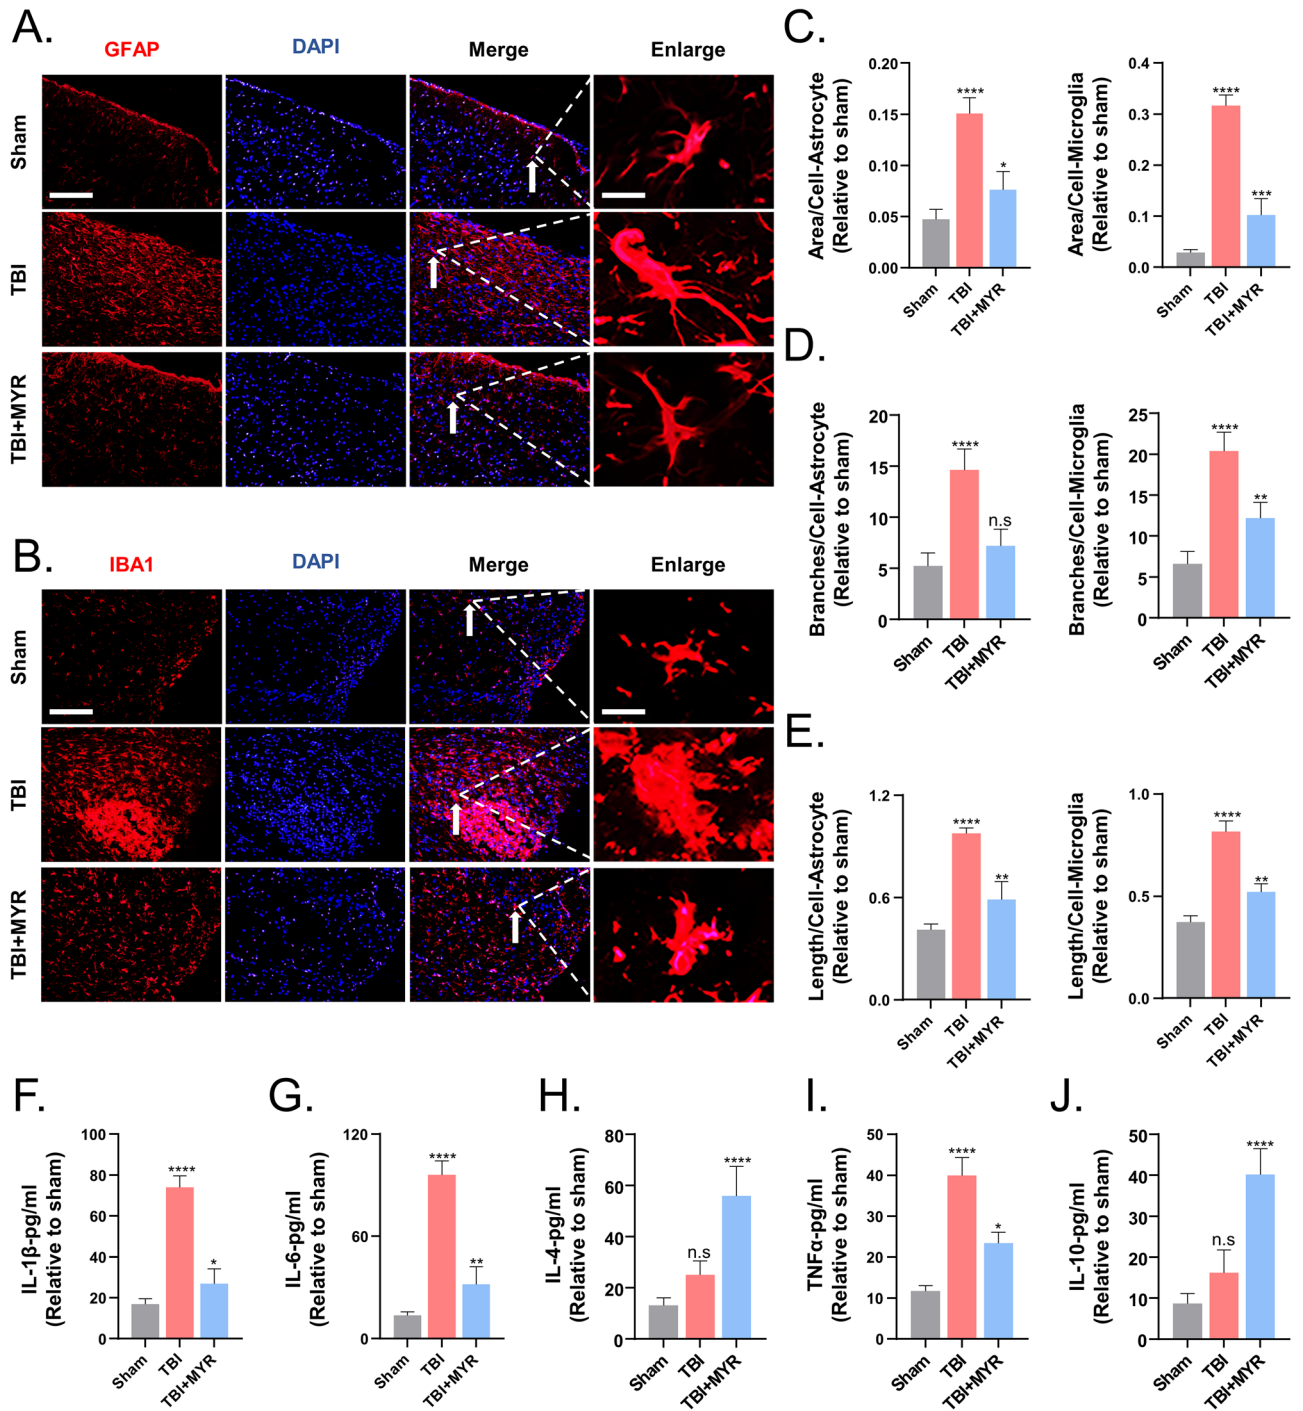 A.
GFAP DAPI Merge Enlarge
Sham
TBI
TBI+MYR
B.
IBA1 DAPI Merge Enlarge
Sham
TBI
TBI+MYR
C.
Area/Cell-Astrocyte
(Relative to sham)
0.20
0.15
0.10
0.05
0.00
****
*
Sham TBI TBI+MYR
Area/Cell-Microglia
(Relative to sham)
0.4
0.3
0.2
0.1
0.0
****
***
Sham TBI TBI+MYR
D.
Branches/Cell-Astrocyte
(Relative to sham)
20
15
10
5
0
****
n.s
Sham TBI TBI+MYR
Branches/Cell-Microglia
(Relative to sham)
25
20
15
10
5
0
****
**
Sham TBI TBI+MYR
E.
Length/Cell-Astrocyte
(Relative to sham)
1.2
0.6
0.0
****
**
Sham TBI TBI+MYR
Length/Cell-Microglia
(Relative to sham)
1.0
0.5
0.0
****
**
Sham TBI TBI+MYR
F.
IL-1β-pg/ml
(Relative to sham)
100
80
60
40
20
0
****
*
Sham TBI TBI+MYR
G.
IL-6-pg/ml
(Relative to sham)
120
60
0
****
**
Sham TBI TBI+MYR
H.
IL-4-pg/ml
(Relative to sham)
80
60
40
20
0
n.s
****
Sham TBI TBI+MYR
I.
TNFα-pg/ml
(Relative to sham)
50
40
30
20
10
0
****
*
Sham TBI TBI+MYR
J.
IL-10-pg/ml
(Relative to sham)
50
40
30
20
10
0
n.s
****
Sham TBI TBI+MYR